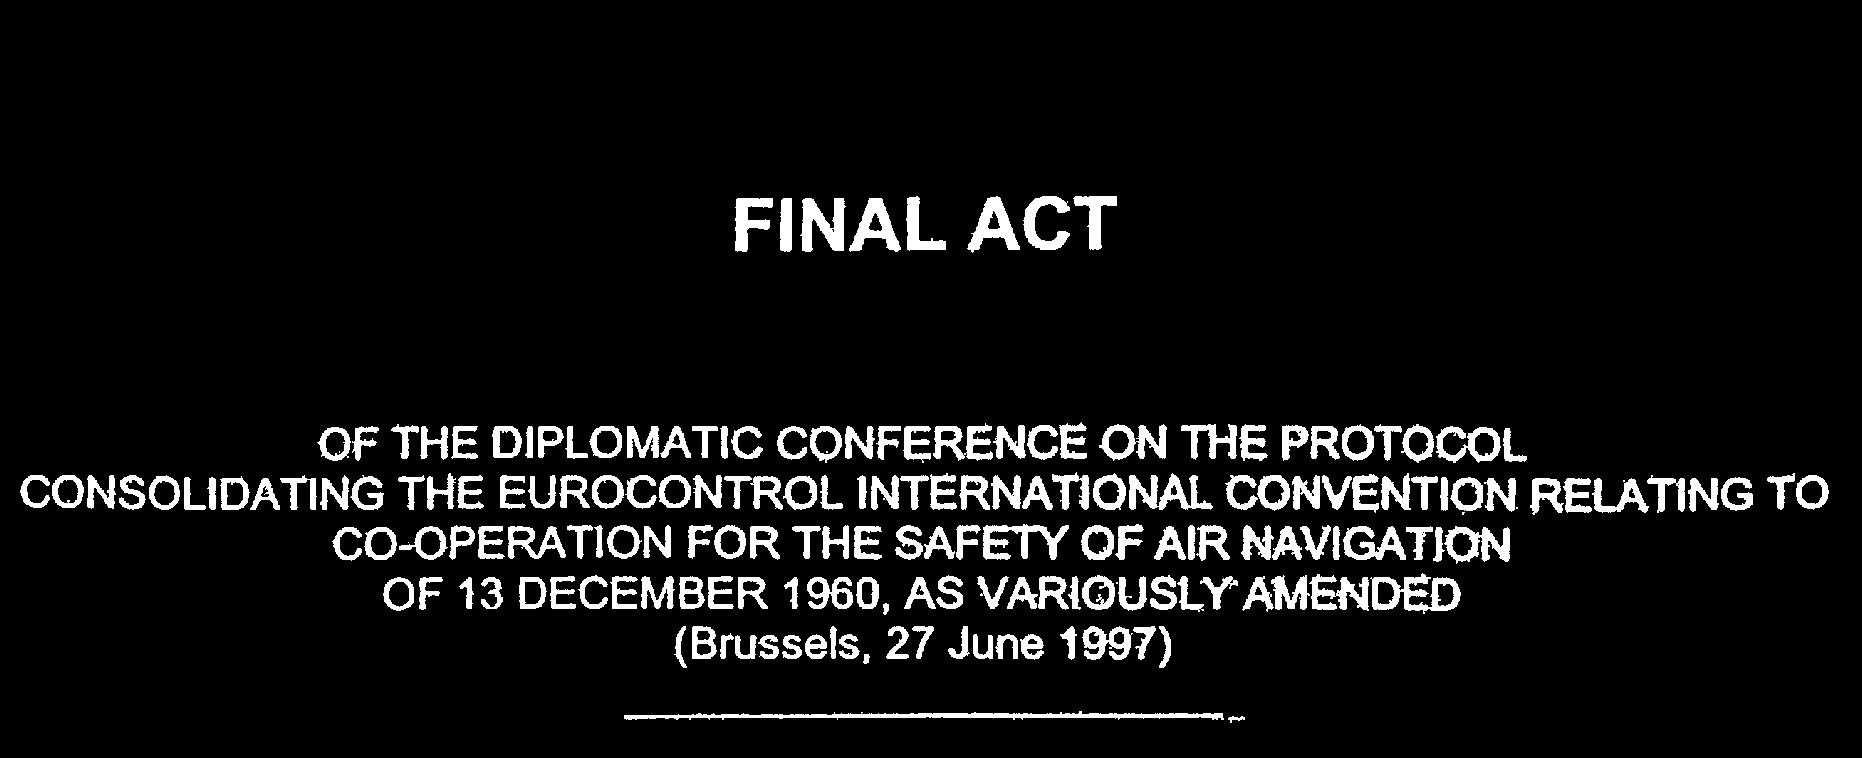 FINAL ACT
OF THE DIPLOMATIC CONFERENCE ON THE PROTOCOL
CONSOLIDATING THE EUROCONTROL INTERNATIONAL CONVENTION RELATING TO
CO-OPERATION FOR THE SAFETY OF AIR NAVIGATION
OF 13 DECEMBER 1960, AS VARIOUSLY AMENDED
(Brussels, 27 June 1997)